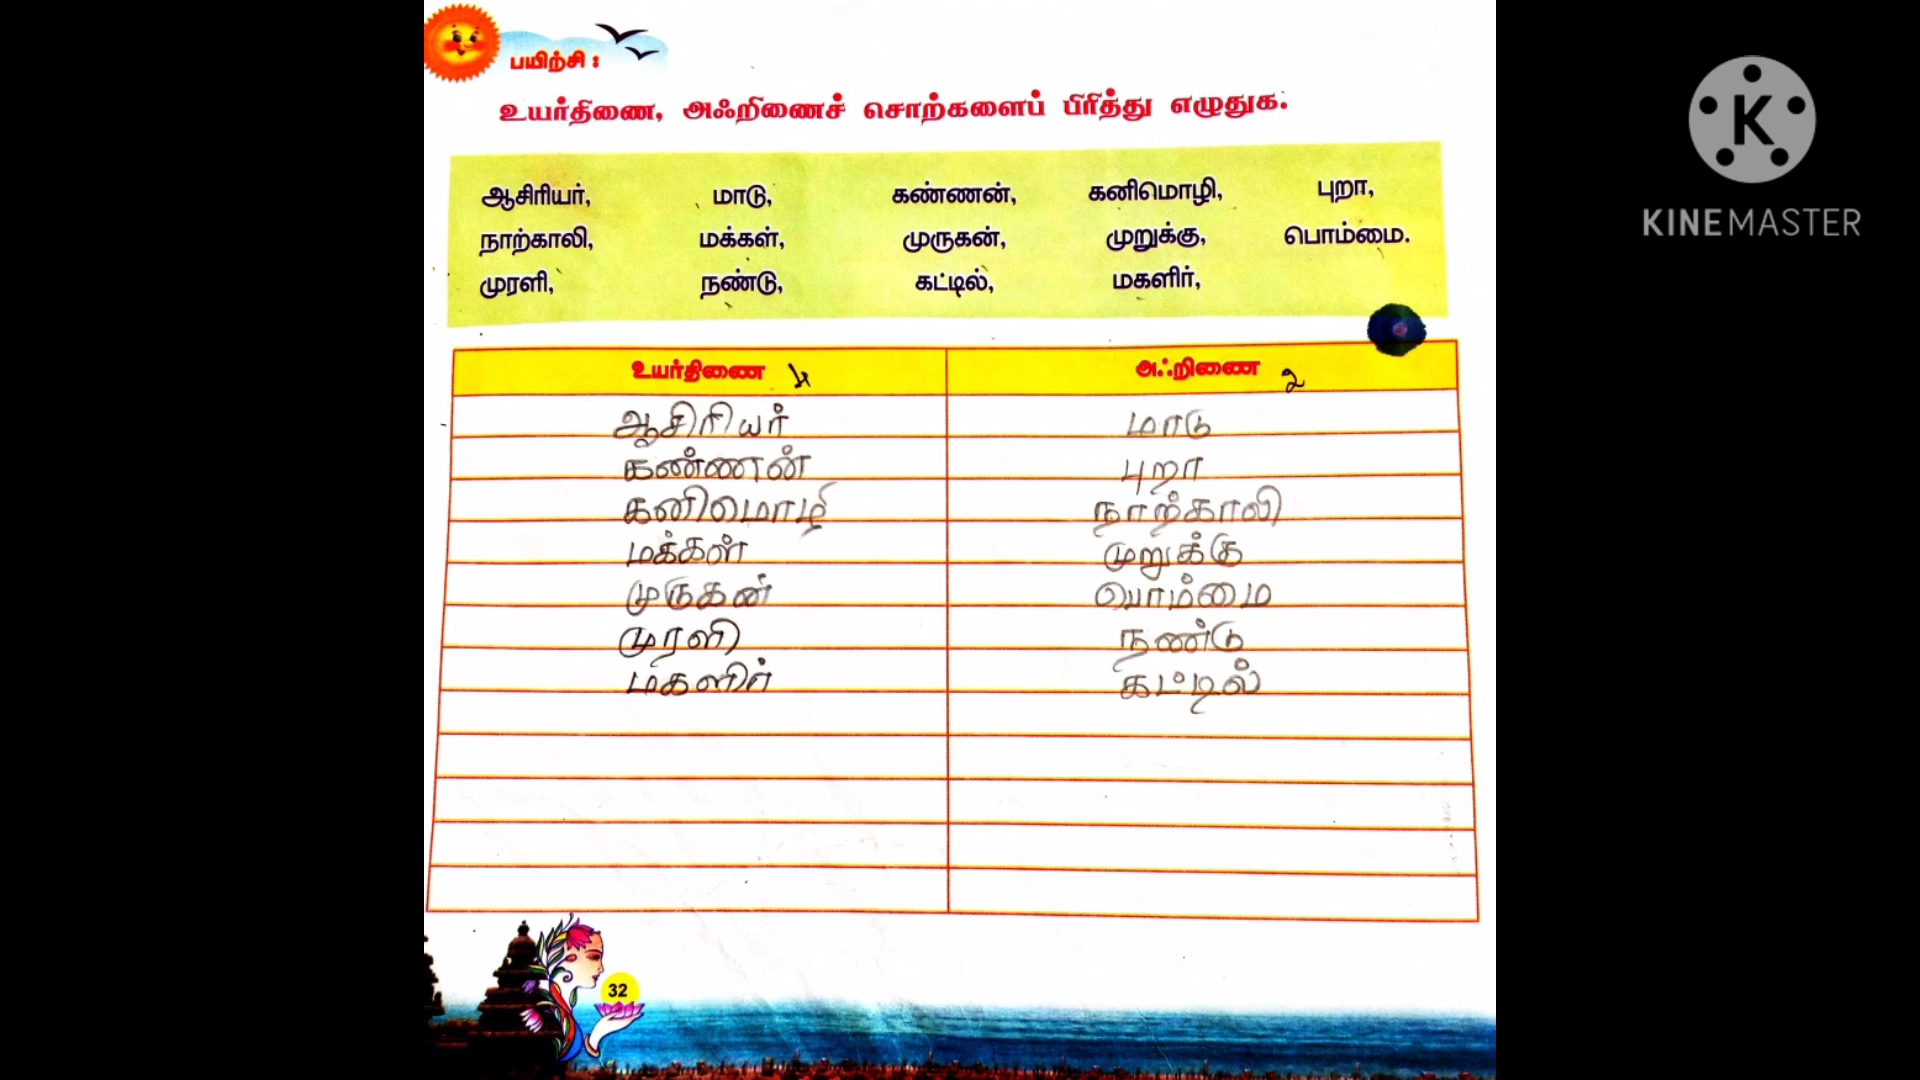 பயிற்சி :
உயர்திணை, அஃறிணைச் சொற்களைப் பிரித்து எழுதுக.
ஆசிரியர், மாடு, கண்ணன், கனிமொழி, புறா,
நாற்காலி, மக்கள், முருகன், முறுக்கு, பொம்மை.
முரளி, நண்டு, கட்டில், மகளிர்,
உயர்திணை அஃறிணை
ஆசிரியர் மாடு
கண்ணன் புறா
கனிமொழி நாற்காலி
மக்கள் முறுக்கு
முருகன் பொம்மை
முரளி நண்டு
மகளிர் கட்டில்
32
K
KINEMASTER